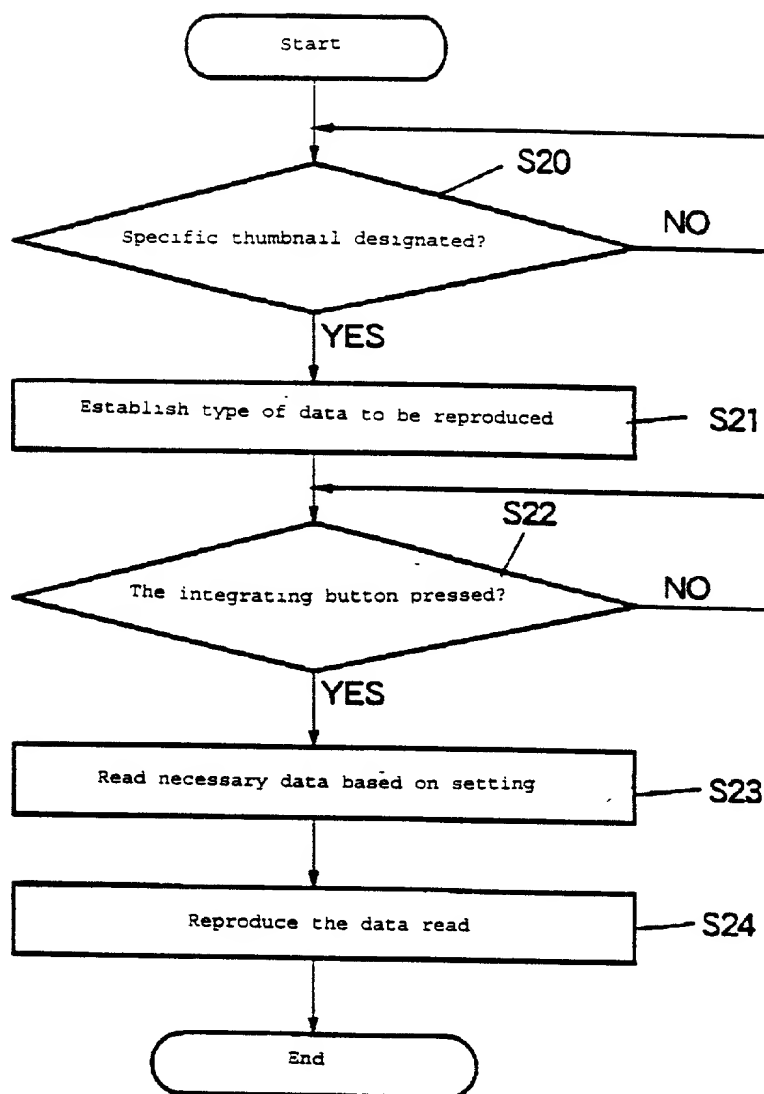 Start
S20
Specific thumbnail designated?
NO
YES
Establish type of data to be reproduced
S21
S22
The integrating button pressed?
NO
YES
Read necessary data based on setting
S23
Reproduce the data read
S24
End